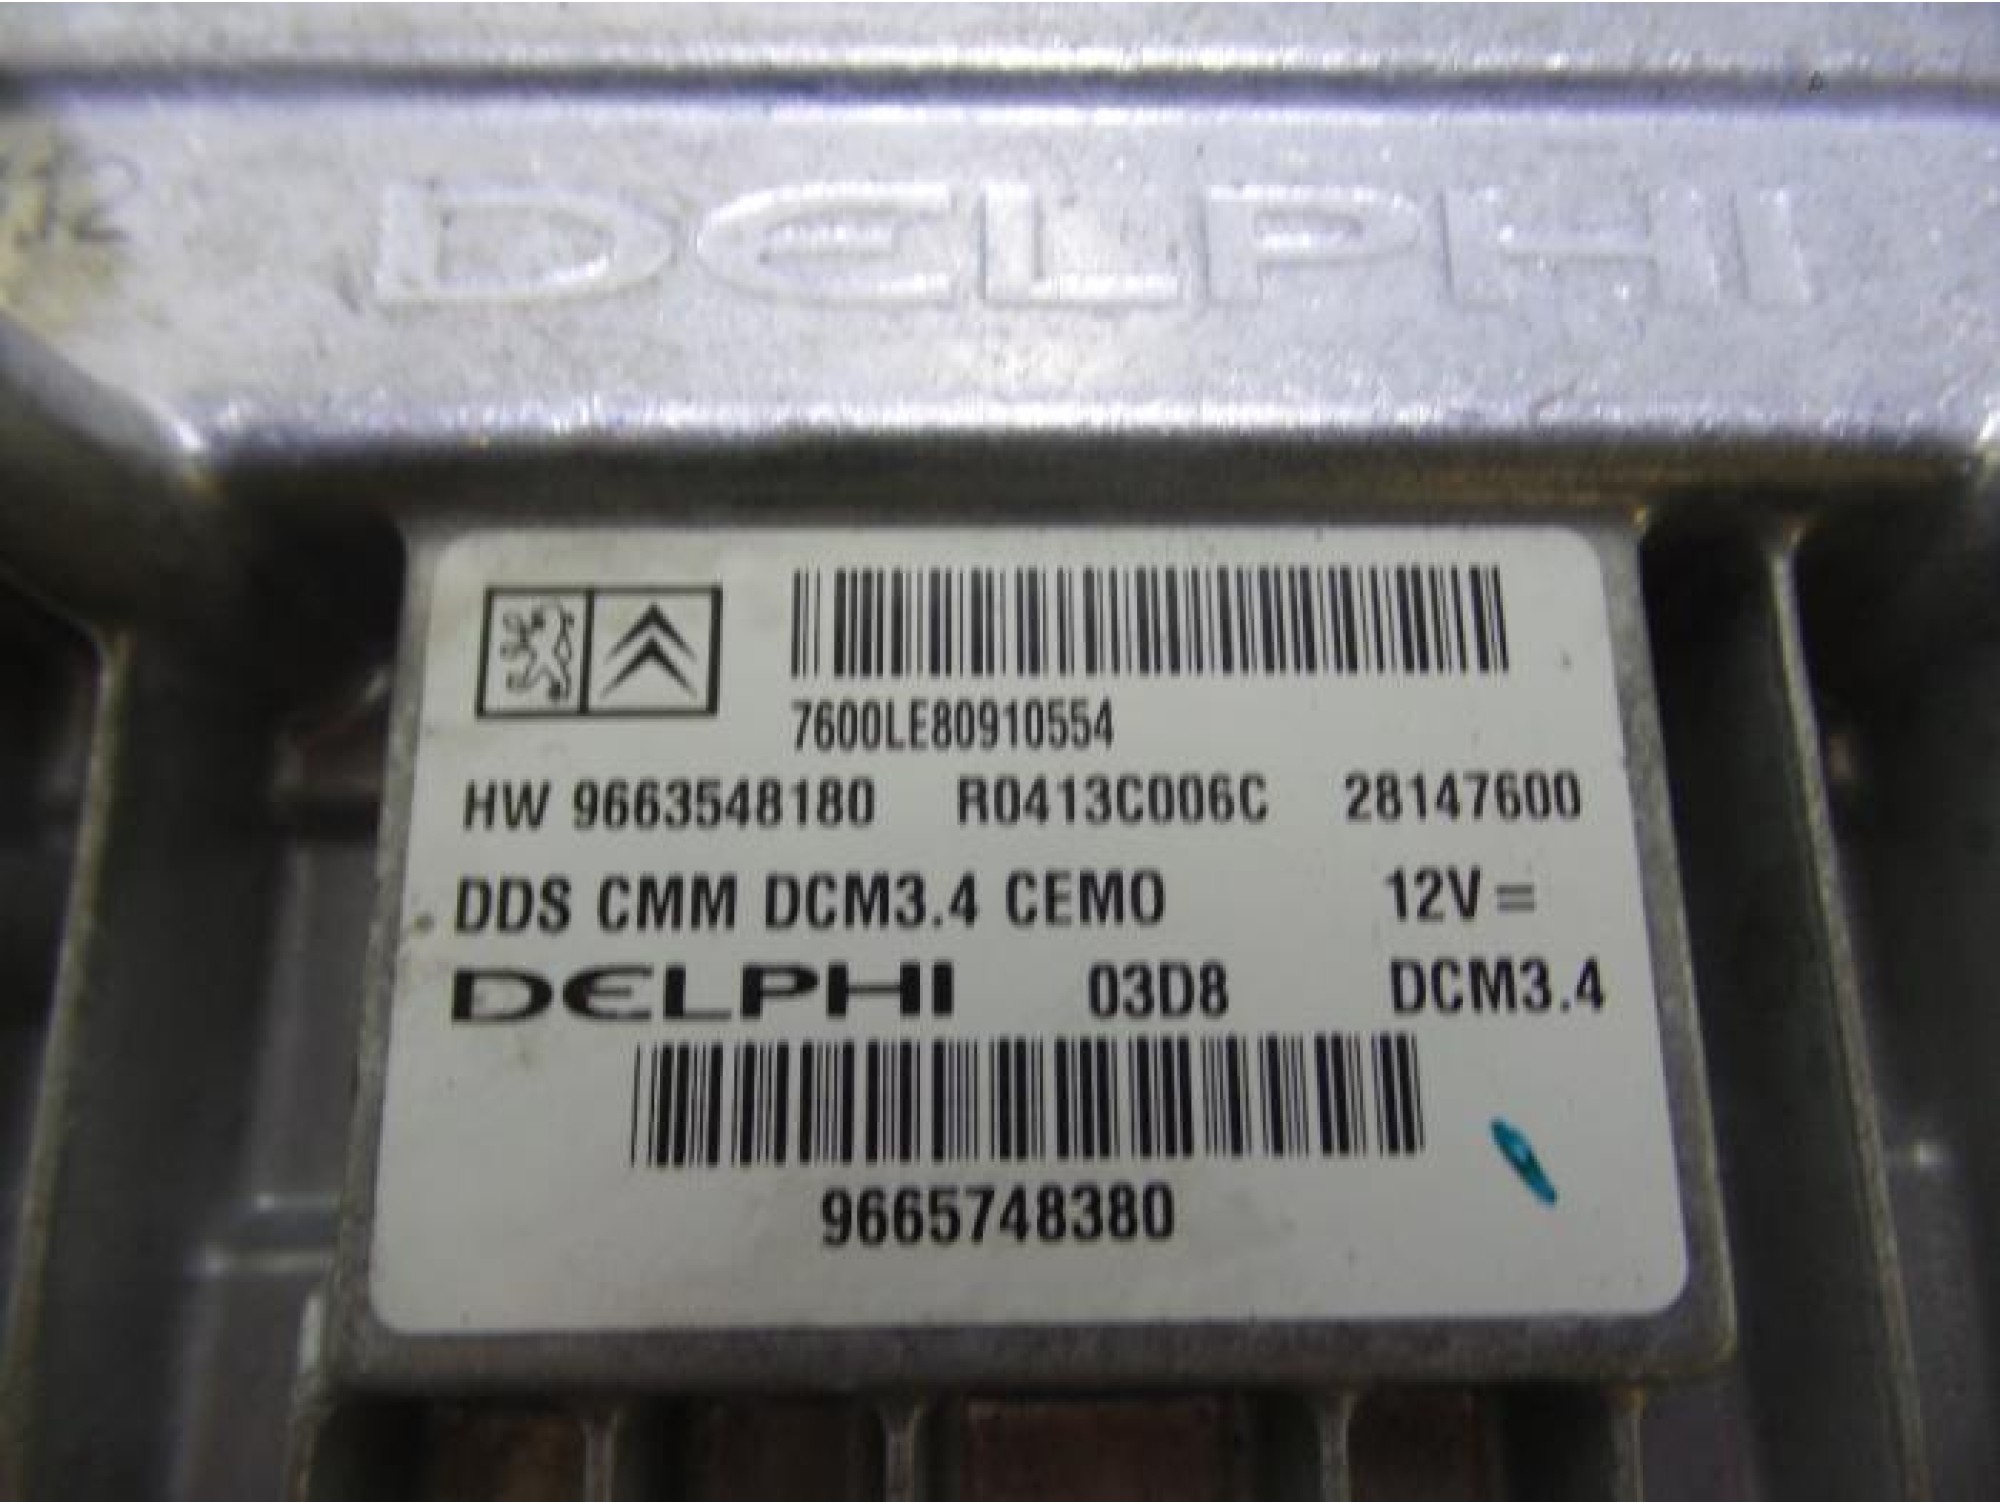 DELPHI
7600LE80910554
HW 9663548180 R0413C006C 28147600
DDS CMM DCM3.4 CEMO 12V=
DELPHI 03D8 DCM3.4
9665748380